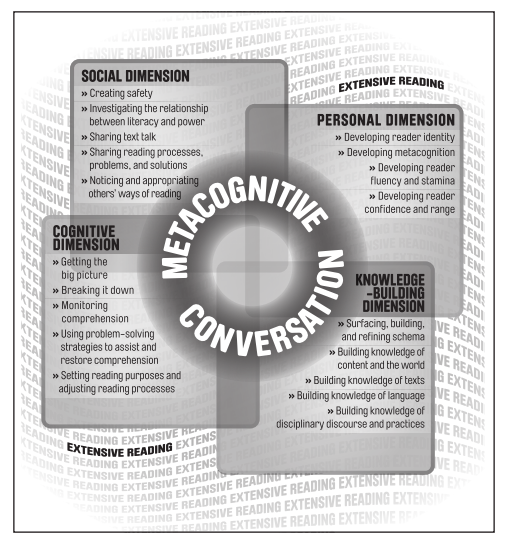 EXTENSIVE READING
SOCIAL DIMENSION
» Creating safety
» Investigating the relationship
between literacy and power
» Sharing text talk
» Sharing reading processes,
problems, and solutions
» Noticing and appropriating
others' ways of reading
PERSONAL DIMENSION
» Developing reader identity
» Developing metacognition
» Developing reader
fluency and stamina
» Developing reader
confidence and range
METACOGNITIVE
CONVERSATION
COGNITIVE
DIMENSION
» Getting the
big picture
» Breaking it down
» Monitoring
comprehension
» Using problem-solving
strategies to assist and
restore comprehension
» Setting reading purposes and
adjusting reading processes
KNOWLEDGE
-BUILDING
DIMENSION
» Surfacing, building,
and refining schema
» Building knowledge of
content and the world
» Building knowledge of texts
» Building knowledge of language
» Building knowledge of
disciplinary discourse and practices
EXTENSIVE READING